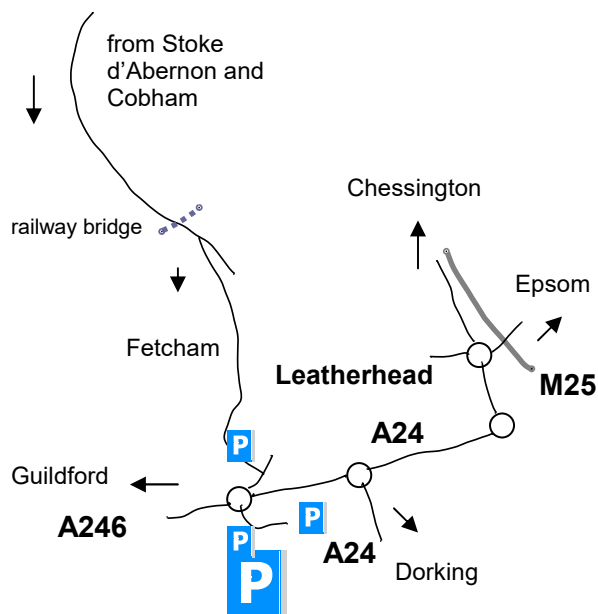 from Stoke
d'Abernon and
Cobham
Chessington
railway bridge
Epsom
Fetcham
Leatherhead
M25
A24
P
Guildford
P
A246
P
A24
P
Dorking